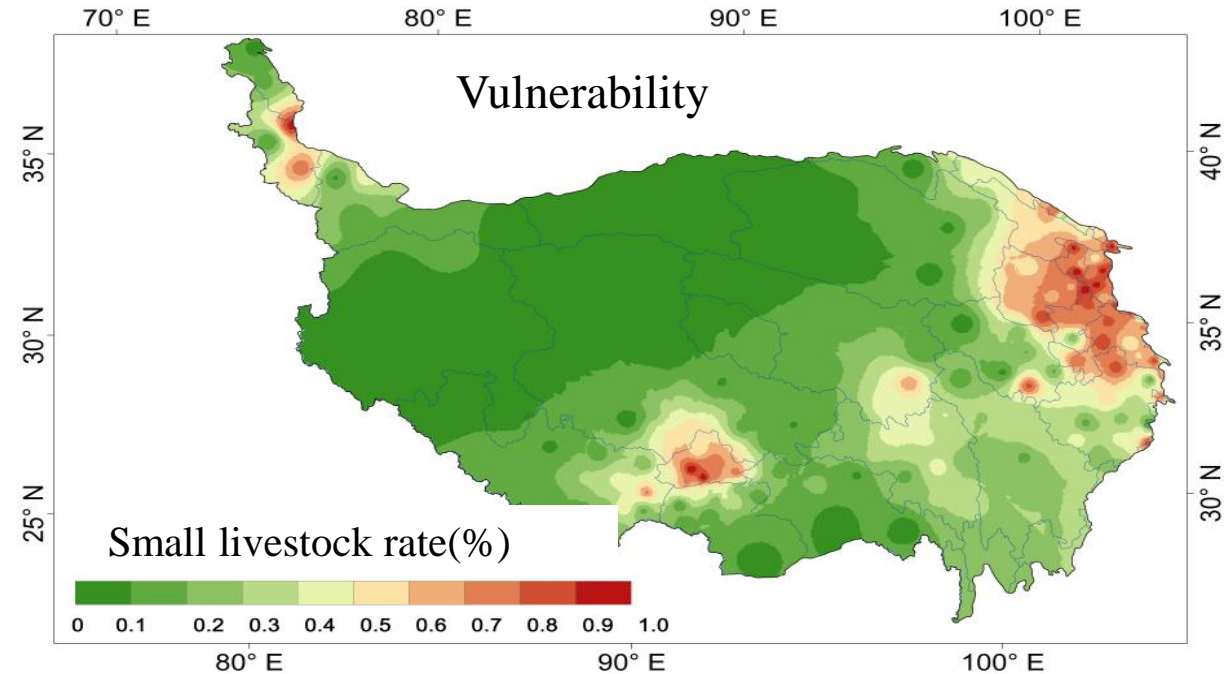 70° E 80° E 90° E 100° E
Vulnerability
35° N
40° N
30° N
35° N
25° N
30° N
Small livestock rate(%)
0 0.1 0.2 0.3 0.4 0.5 0.6 0.7 0.8 0.9 1.0
80° E 90° E 100° E